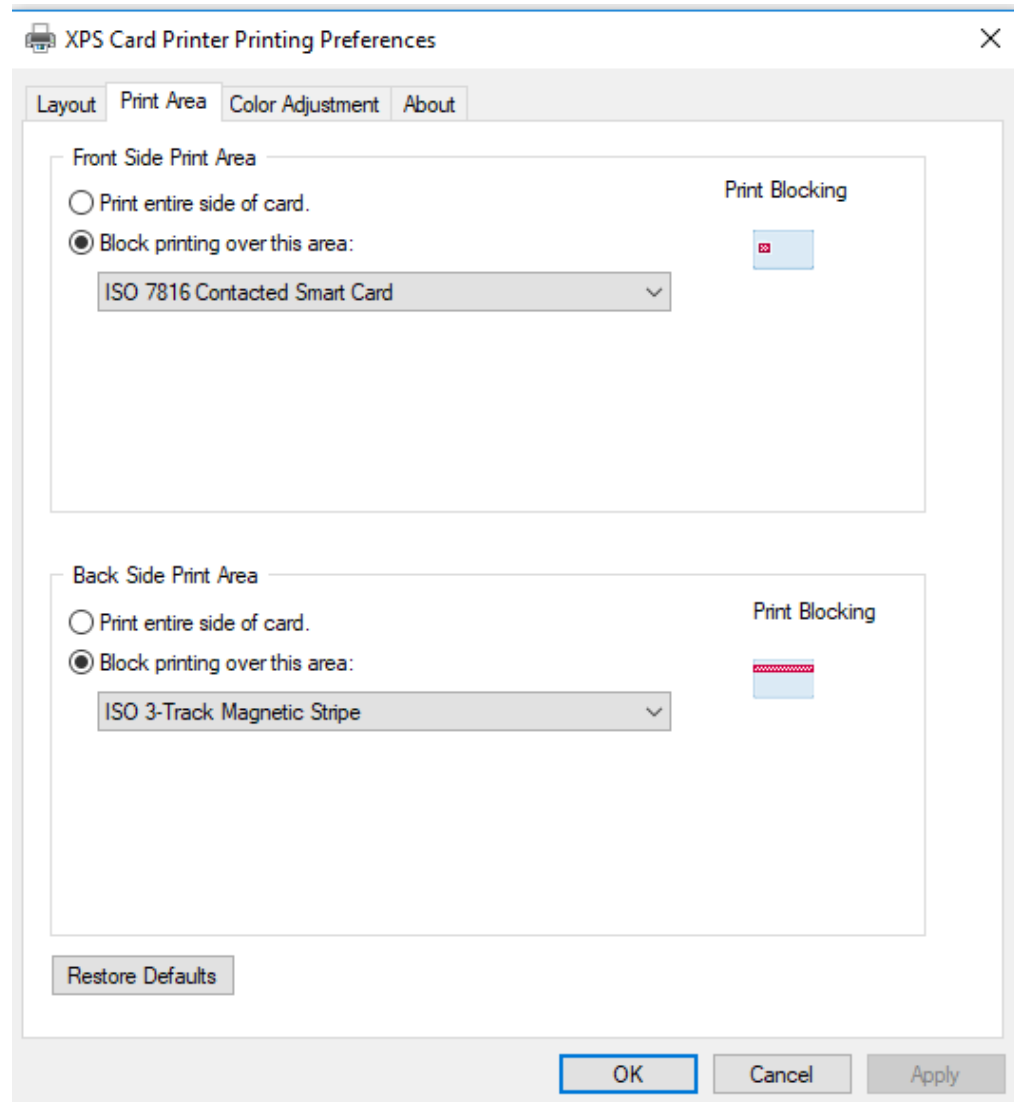 XPS Card Printer Printing Preferences
Layout Print Area Color Adjustment About
Front Side Print Area
Print Blocking
Print entire side of card.
Block printing over this area:
ISO 7816 Contacted Smart Card
Back Side Print Area
Print Blocking
Print entire side of card.
Block printing over this area:
ISO 3-Track Magnetic Stripe
Restore Defaults
OK Cancel Apply